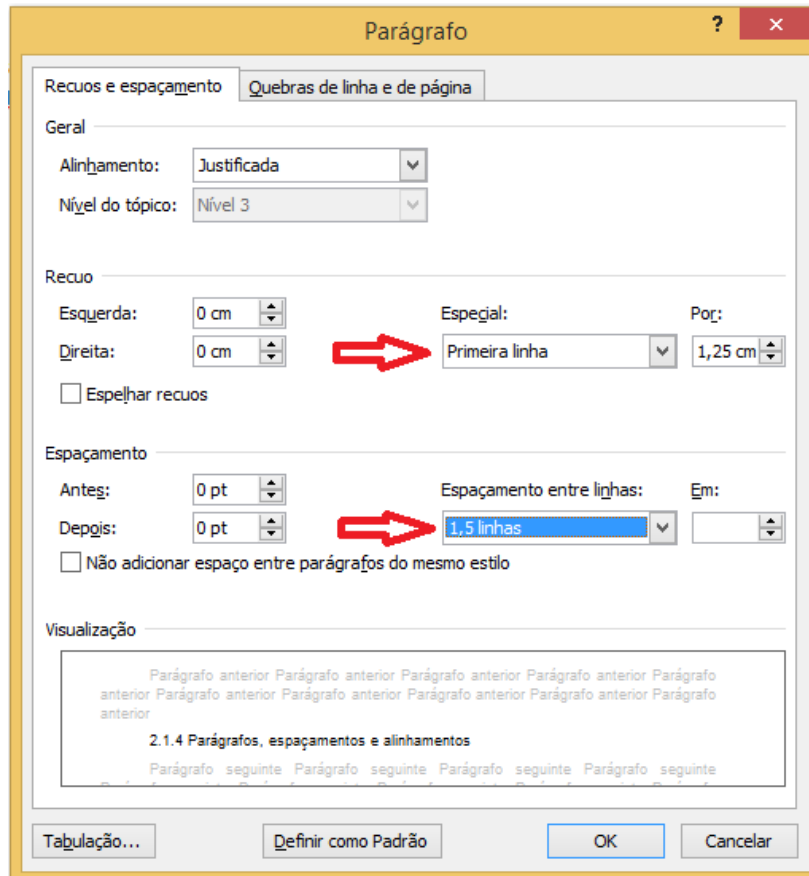 Parágrafo ? ×
Recuos e espaçamento Quebras de linha e de página
Geral
Alinhamento: Justificada
Nível do tópico: Nível 3
Recuo
Esquerda: 0 cm Especial: Por:
Direita: 0 cm Primeira linha 1,25 cm
Espelhar recuos
Espaçamento
Antes: 0 pt Espaçamento entre linhas: Em:
Depois: 0 pt 1,5 linhas
Não adicionar espaço entre parágrafos do mesmo estilo
Visualização
Parágrafo anterior Parágrafo anterior Parágrafo anterior Parágrafo anterior Parágrafo
anterior Parágrafo anterior Parágrafo anterior Parágrafo anterior Parágrafo anterior Parágrafo
anterior
2.1.4 Parágrafos, espaçamentos e alinhamentos
Parágrafo seguinte Parágrafo seguinte Parágrafo seguinte Parágrafo seguinte
Tabulação... Definir como Padrão OK Cancelar